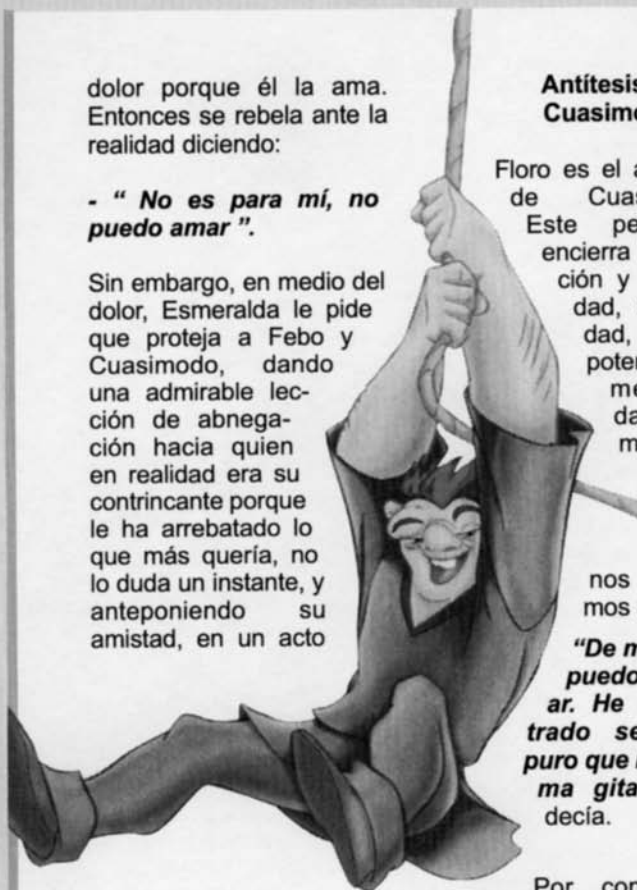 dolor porque él la ama.
Entonces se rebela ante la
realidad diciendo:
- “ No es para mí, no
puedo amar ”.
Sin embargo, en medio del
dolor, Esmeralda le pide
que proteja a Febo y
Cuasimodo, dando
una admirable lec-
ción de abnega-
ción hacia quien
en realidad era su
contrincante porque
le ha arrebatado lo
que más quería, no
lo duda un instante, y
anteponiendo su
amistad, en un acto
Antítesis
Cuasimo
Floro es el a
de Cuas
Este pe
encierra
ción y
dad,
dad,
poten
me
da
m
nos
mos
“De m
puedo
ar. He
trado se
puro que
ma gita
decía.
Por con